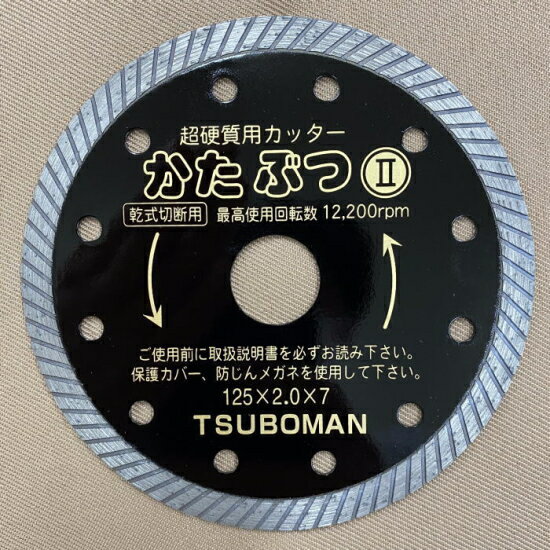 超硬質用カッター
かたぶつⅡ
乾式切断用 最高使用回転数 12,200rpm
ご使用前に取扱説明書を必ずお読み下さい。
保護カバー、防じんメガネを使用して下さい。
125×2.0×7
TSUBOMAN